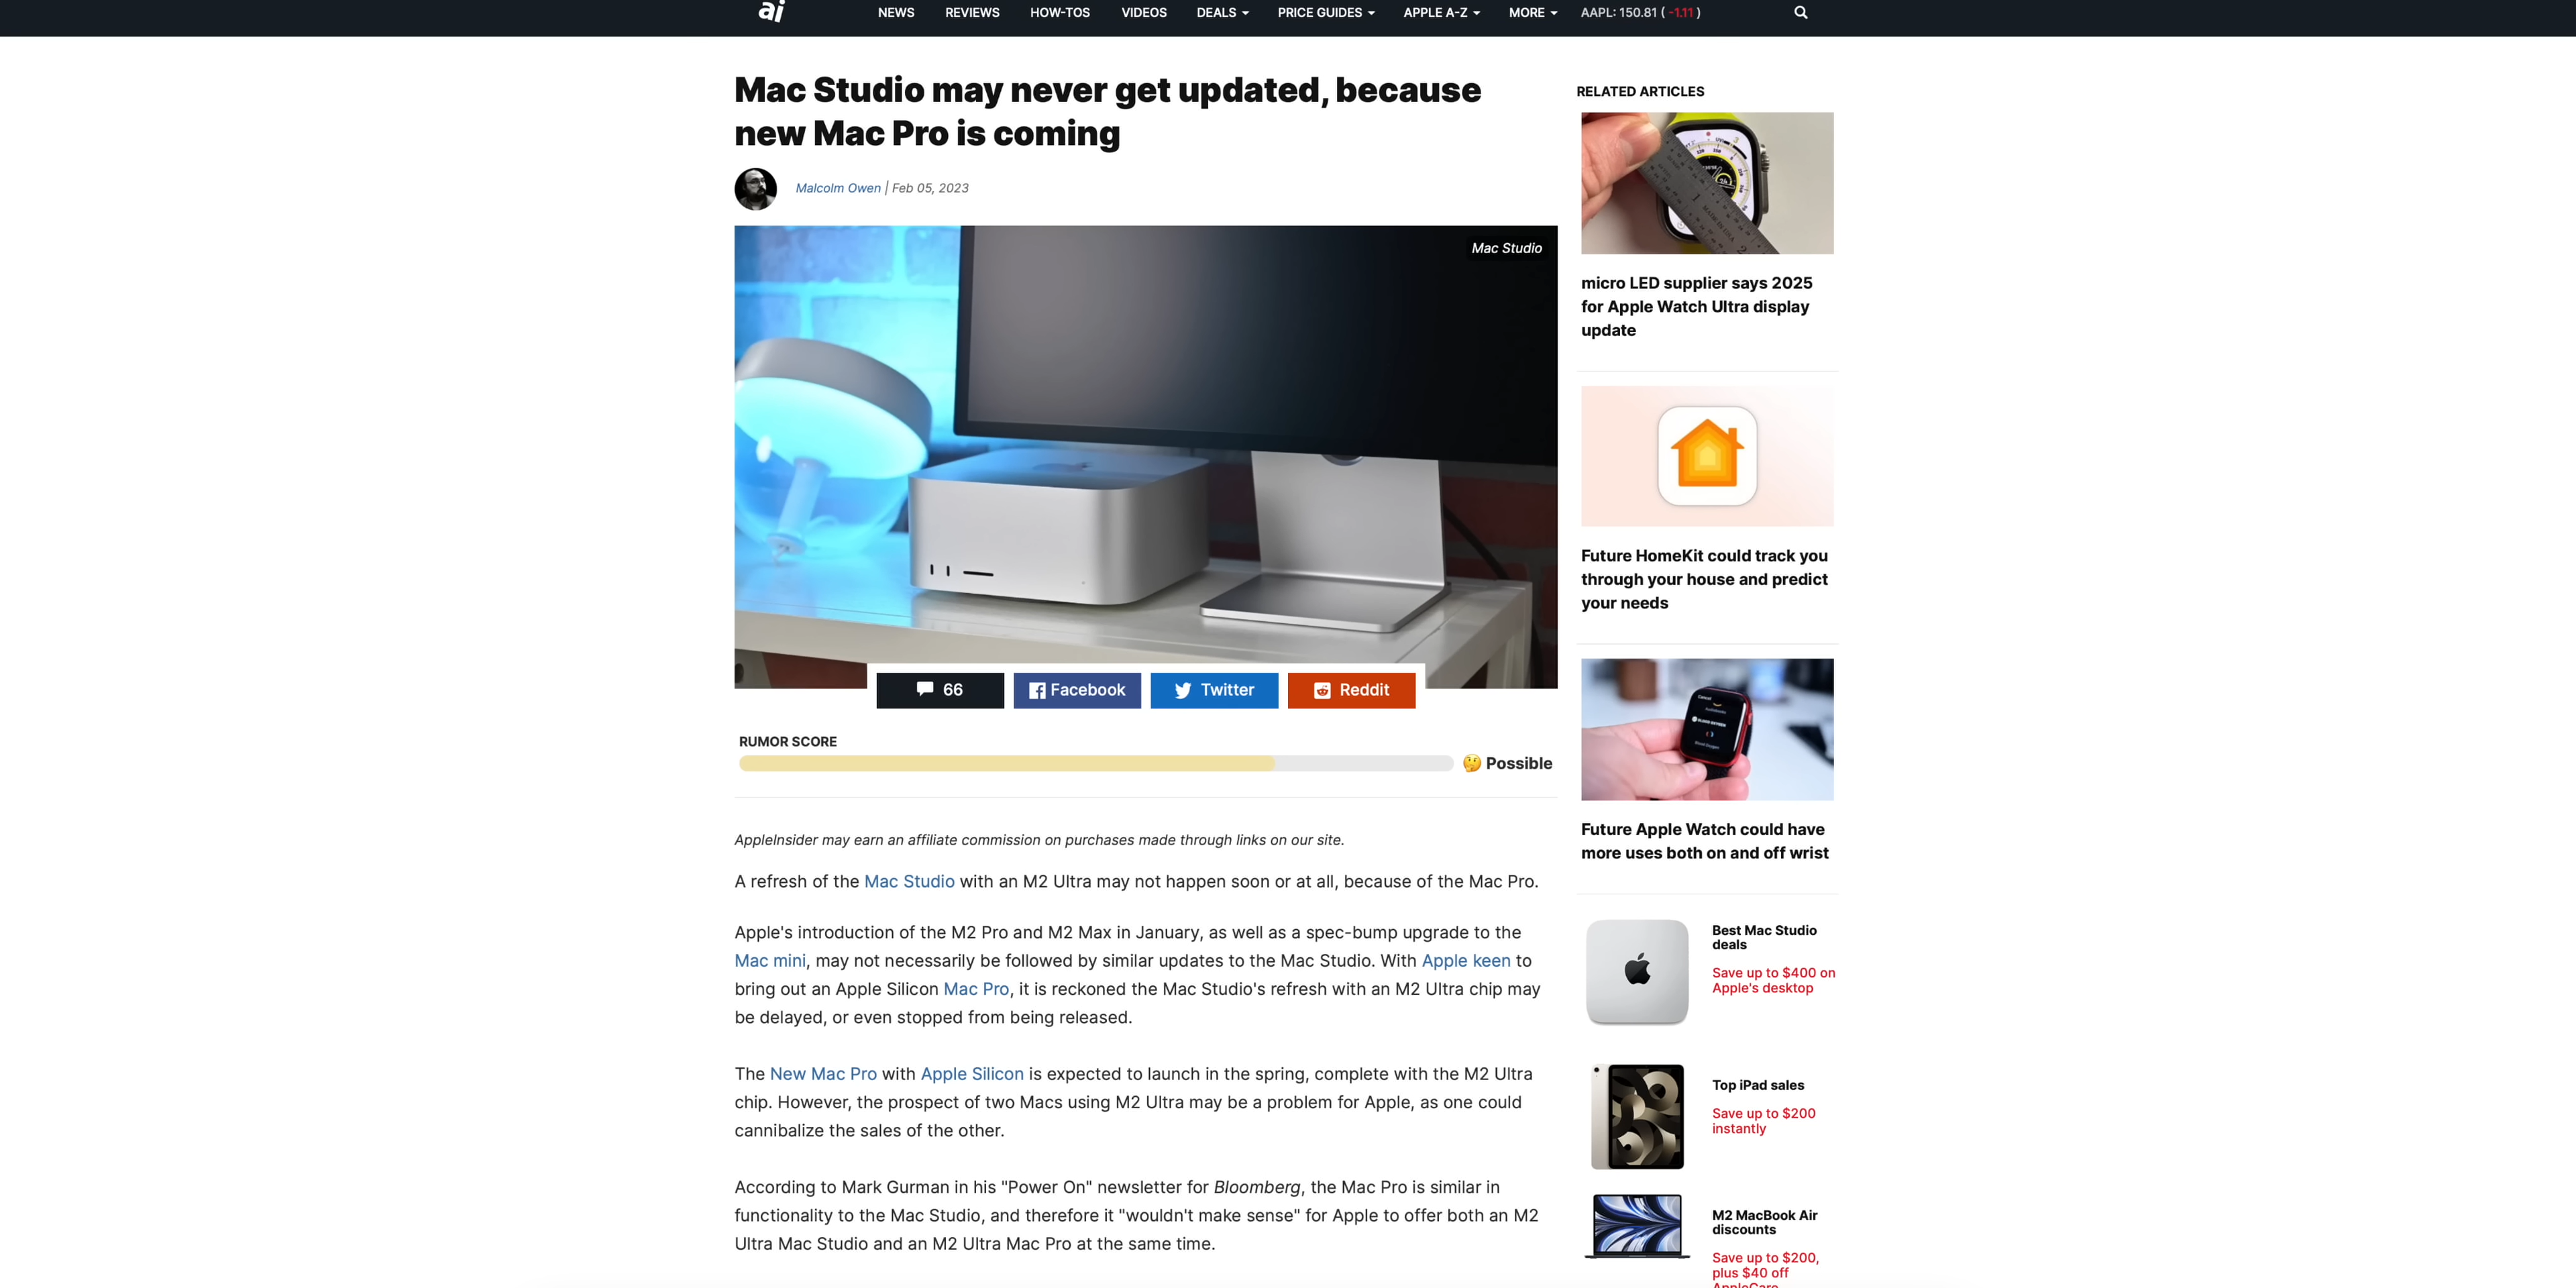 ai
NEWS REVIEWS HOW-TOS VIDEOS DEALS PRICE GUIDES APPLE A-Z MORE AAPL: 150.81 ( -1.11 )
Mac Studio may never get updated, because
new Mac Pro is coming
Malcolm Owen | Feb 05, 2023
Mac Studio
66
Facebook
Twitter
Reddit
RUMOR SCORE
Possible
AppleInsider may earn an affiliate commission on purchases made through links on our site.
A refresh of the Mac Studio with an M2 Ultra may not happen soon or at all, because of the Mac Pro.
Apple's introduction of the M2 Pro and M2 Max in January, as well as a spec-bump upgrade to the
Mac mini, may not necessarily be followed by similar updates to the Mac Studio. With Apple keen to
bring out an Apple Silicon Mac Pro, it is reckoned the Mac Studio's refresh with an M2 Ultra chip may
be delayed, or even stopped from being released.
The New Mac Pro with Apple Silicon is expected to launch in the spring, complete with the M2 Ultra
chip. However, the prospect of two Macs using M2 Ultra may be a problem for Apple, as one could
cannibalize the sales of the other.
According to Mark Gurman in his "Power On" newsletter for Bloomberg, the Mac Pro is similar in
functionality to the Mac Studio, and therefore it "wouldn't make sense" for Apple to offer both an M2
Ultra Mac Studio and an M2 Ultra Mac Pro at the same time.
RELATED ARTICLES
micro LED supplier says 2025
for Apple Watch Ultra display
update
Future HomeKit could track you
through your house and predict
your needs
Cancel
Blood Oxygen
Future Apple Watch could have
more uses both on and off wrist
Best Mac Studio
deals
Save up to $400 on
Apple's desktop
Top iPad sales
Save up to $200
instantly
M2 MacBook Air
discounts
Save up to $200,
plus $40 off
AppleCare